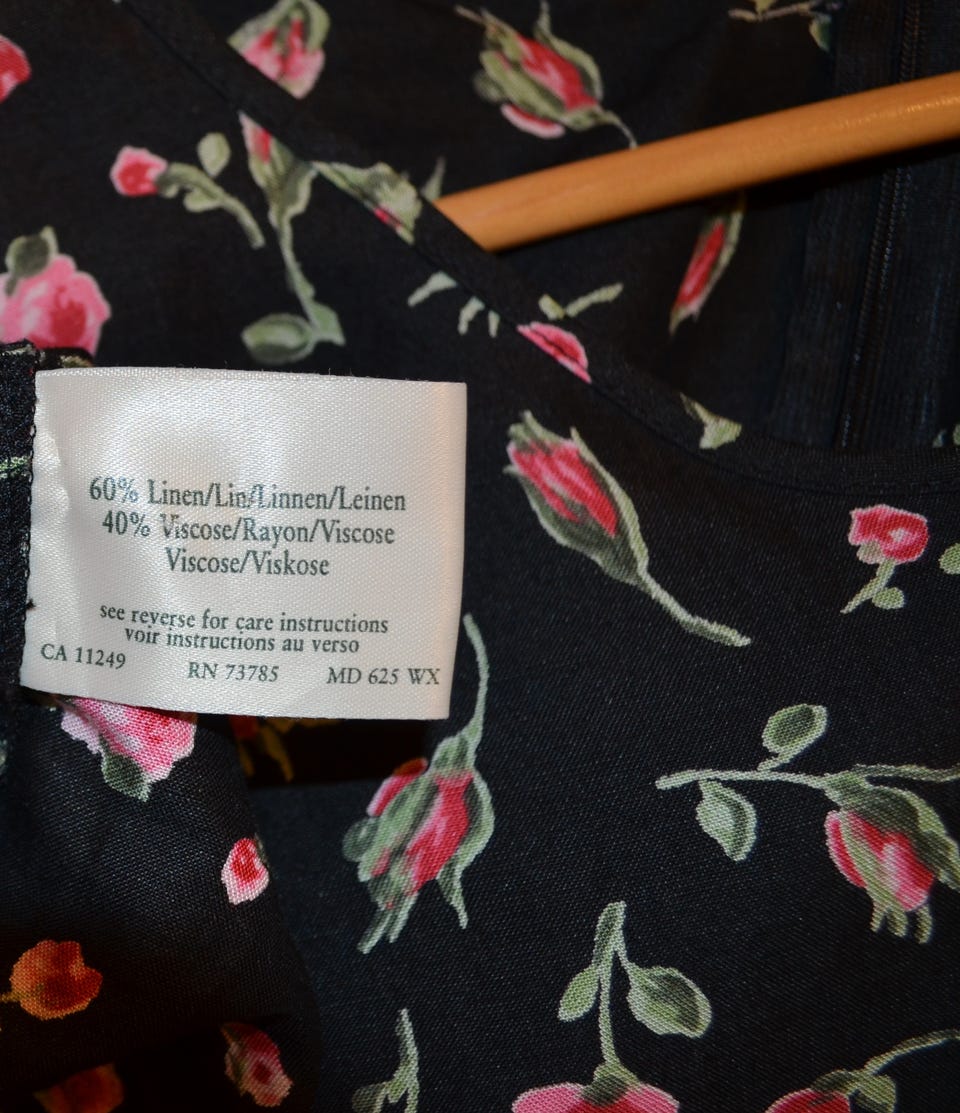 60% Linen/Lin/Linnen/Leinen
40% Viscose/Rayon/Viscose
Viscose/Viskose
see reverse for care instructions
voir instructions au verso
CA 11249 RN 73785 MD 625 WX